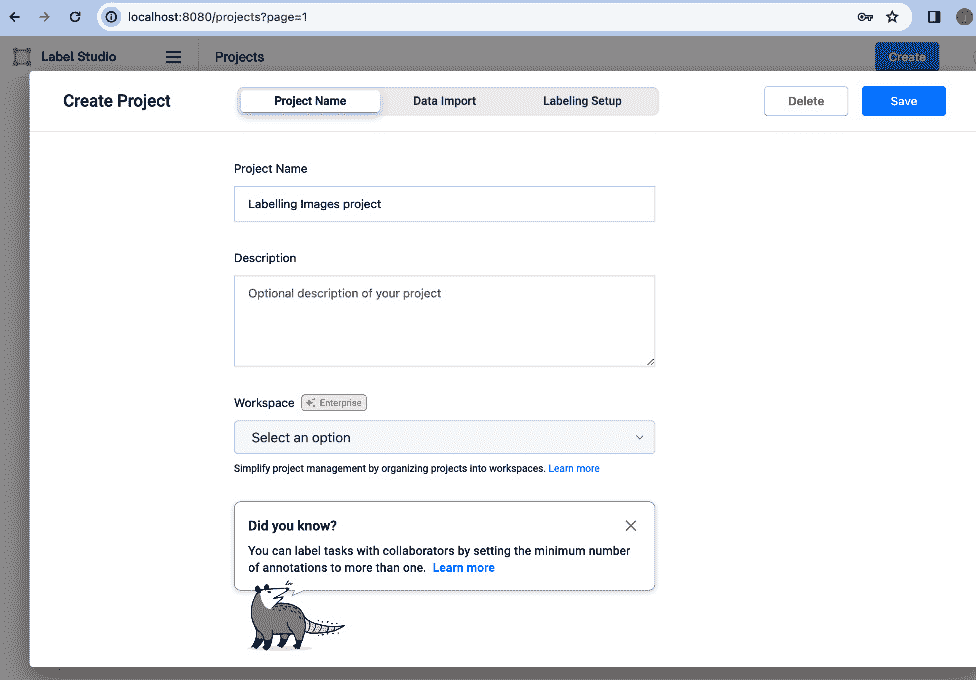 localhost:8080/projects?page=1
Label Studio
Projects
Create
Create Project
Project Name
Data Import
Labeling Setup
Delete
Save
Project Name
Labelling Images project
Description
Optional description of your project
Workspace Enterprise
Select an option
Simplify project management by organizing projects into workspaces. Learn more
Did you know?
You can label tasks with collaborators by setting the minimum number
of annotations to more than one. Learn more